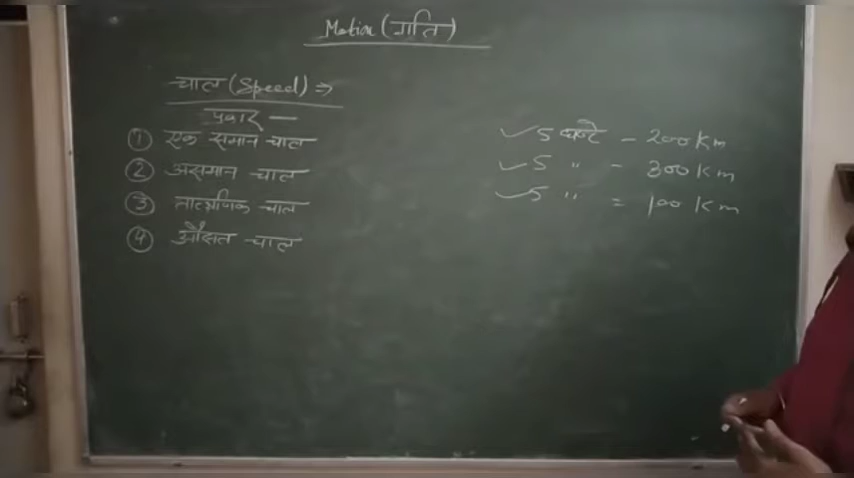 Motion (गति)
चाल (Speed) ⇒
प्रकार —
① एक समान चाल
② असमान चाल
③ तात्क्षणिक चाल
④ औसत चाल
✓ 5 घण्टे – 200 Km
✓ 5 " – 300 Km
✓ 5 " = 100 Km